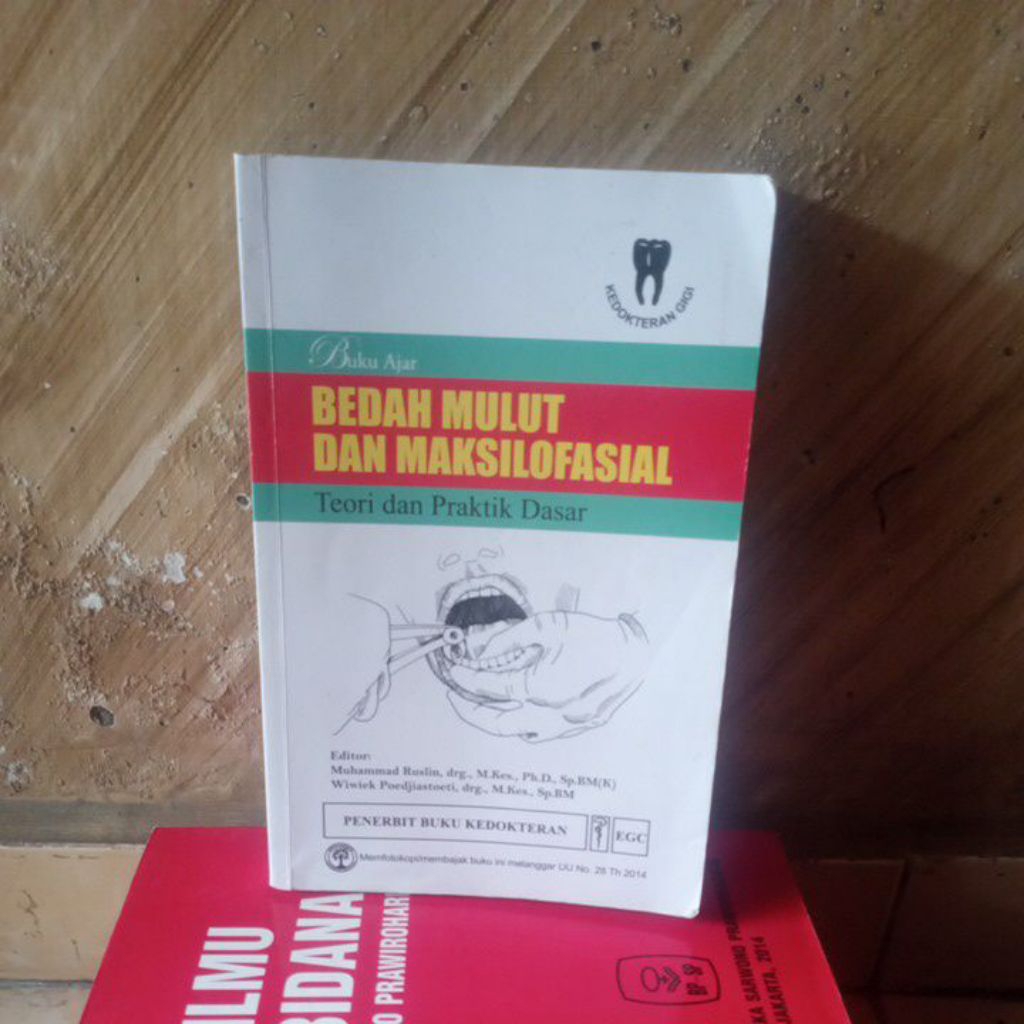 KEDOKTERAN GIGI
Buku Ajar
BEDAH MULUT
DAN MAKSILOFASIAL
Teori dan Praktik Dasar
Editor:
Muhammad Ruslin, drg., M.Kes., Ph.D., Sp.BM(K)
Wiwiek Poedjiastoeti, drg., M.Kes., Sp.BM
PENERBIT BUKU KEDOKTERAN EGC
Memfotokopi/membajak buku ini melanggar UU No. 28 Th 2014
ILMU
BIDANA
O PRAWIROHAR
BP-SP
KA SARWONO PRA
JAKARTA, 2014